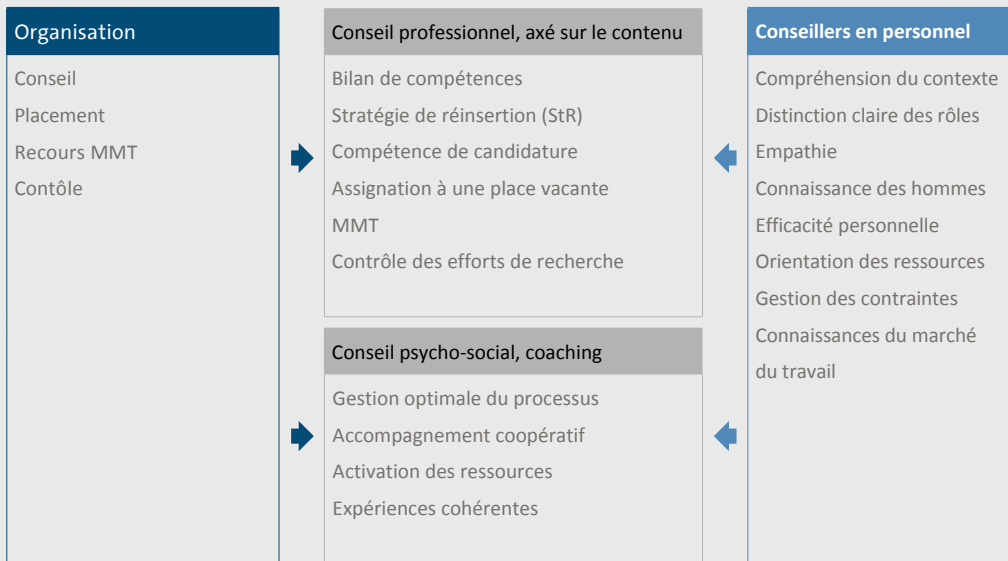 Organisation
Conseil
Placement
Recours MMT
Contôle
Conseil professionnel, axé sur le contenu
Bilan de compétences
Stratégie de réinsertion (StR)
Compétence de candidature
Assignation à une place vacante
MMT
Contrôle des efforts de recherche
Conseil psycho-social, coaching
Gestion optimale du processus
Accompagnement coopératif
Activation des ressources
Expériences cohérentes
Conseillers en personnel
Compréhension du contexte
Distinction claire des rôles
Empathie
Connaissance des hommes
Efficacité personnelle
Orientation des ressources
Gestion des contraintes
Connaissances du marché
du travail